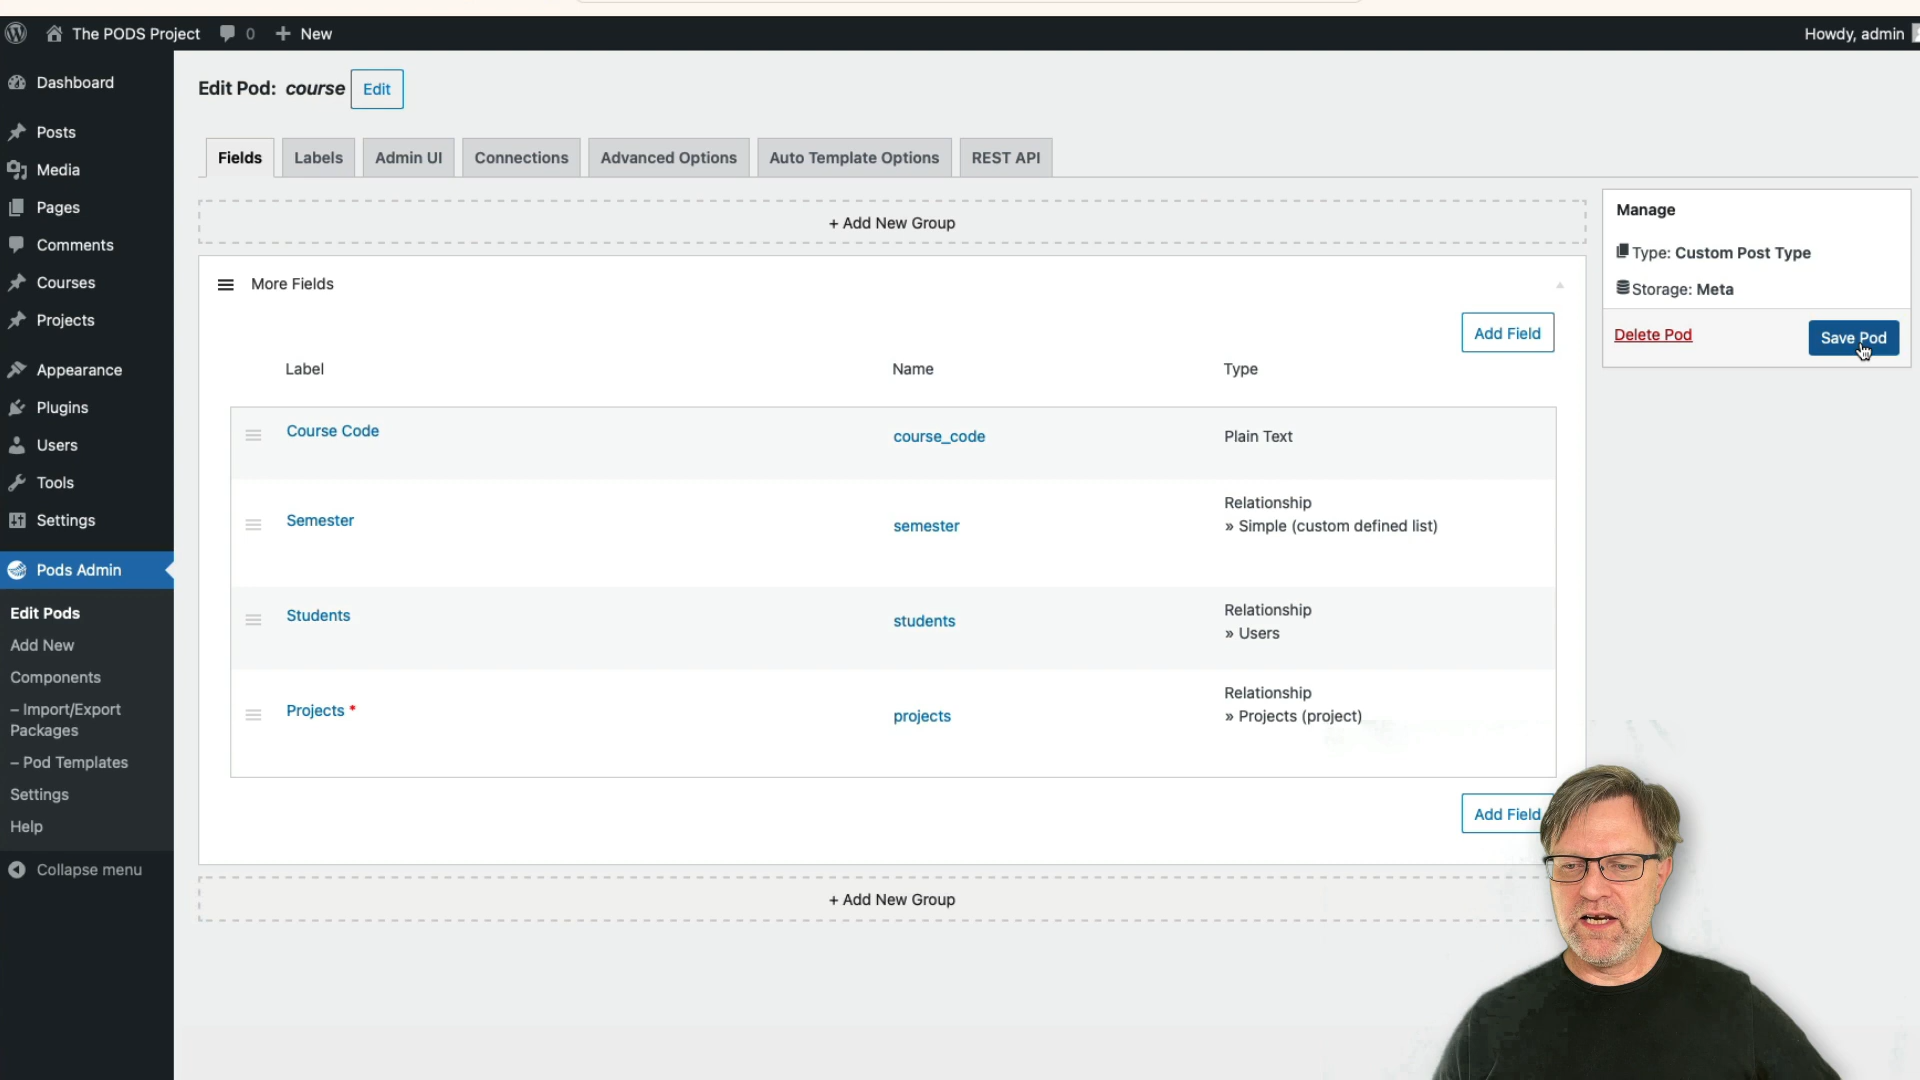 The PODS Project
0
New
Howdy, admin
Dashboard
Posts
Media
Pages
Comments
Courses
Projects
Appearance
Plugins
Users
Tools
Settings
Pods Admin
Edit Pods
Add New
Components
– Import/Export
Packages
– Pod Templates
Settings
Help
Collapse menu
Edit Pod: course Edit
Fields
Labels
Admin UI
Connections
Advanced Options
Auto Template Options
REST API
+ Add New Group
More Fields
Add Field
Label
Name
Type
Course Code
course_code
Plain Text
Semester
semester
Relationship
» Simple (custom defined list)
Students
students
Relationship
» Users
Projects *
projects
Relationship
» Projects (project)
Add Field
+ Add New Group
Manage
Type: Custom Post Type
Storage: Meta
Delete Pod
Save Pod